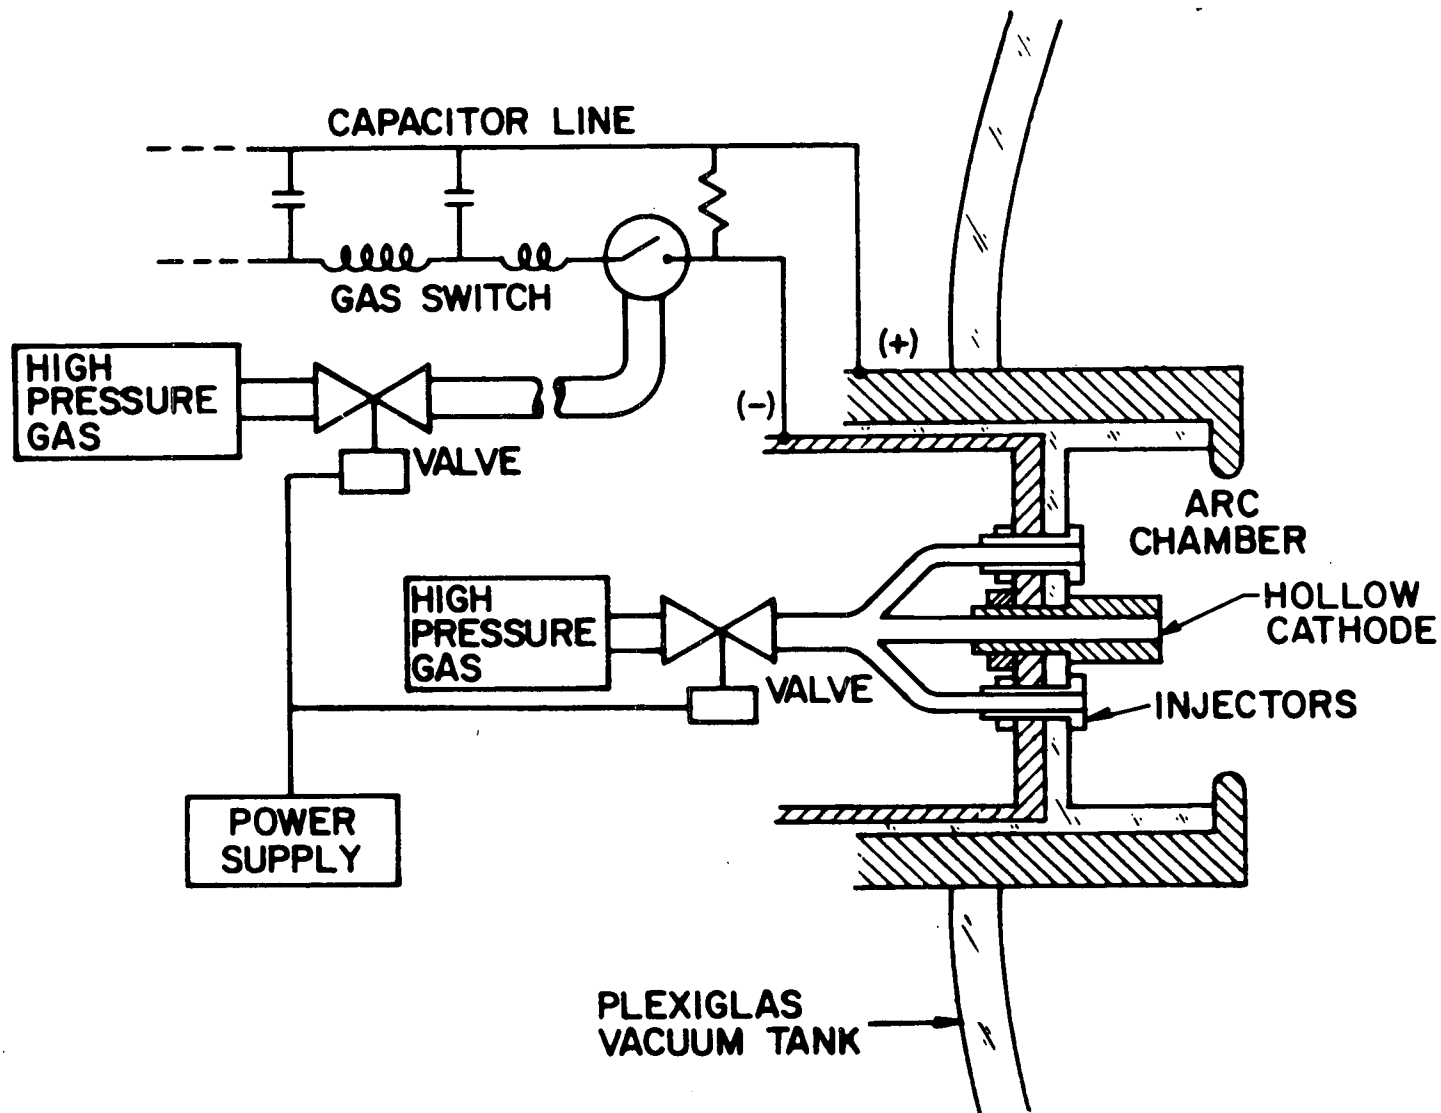 CAPACITOR LINE
GAS SWITCH
(+)
HIGH
PRESSURE
GAS
(-)
VALVE
ARC
CHAMBER
HIGH
PRESSURE
GAS
HOLLOW
CATHODE
VALVE
INJECTORS
POWER
SUPPLY
PLEXIGLAS
VACUUM TANK